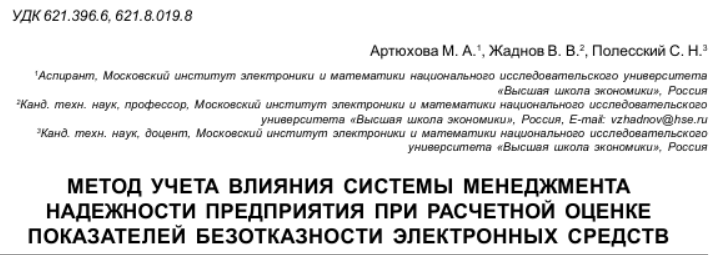 УДК 621.396.6, 621.8.019.8
Артюхова М. А.¹, Жаднов В. В.², Полесский С. Н.³
¹Аспирант, Московский институт электроники и математики национального исследовательского университета
«Высшая школа экономики», Россия
²Канд. техн. наук, профессор, Московский институт электроники и математики национального исследовательского
университета «Высшая школа экономики», Россия, E-mail: vzhadnov@hse.ru
³Канд. техн. наук, доцент, Московский институт электроники и математики национального исследовательского
университета «Высшая школа экономики», Россия
МЕТОД УЧЕТА ВЛИЯНИЯ СИСТЕМЫ МЕНЕДЖМЕНТА
НАДЕЖНОСТИ ПРЕДПРИЯТИЯ ПРИ РАСЧЕТНОЙ ОЦЕНКЕ
ПОКАЗАТЕЛЕЙ БЕЗОТКАЗНОСТИ ЭЛЕКТРОННЫХ СРЕДСТВ